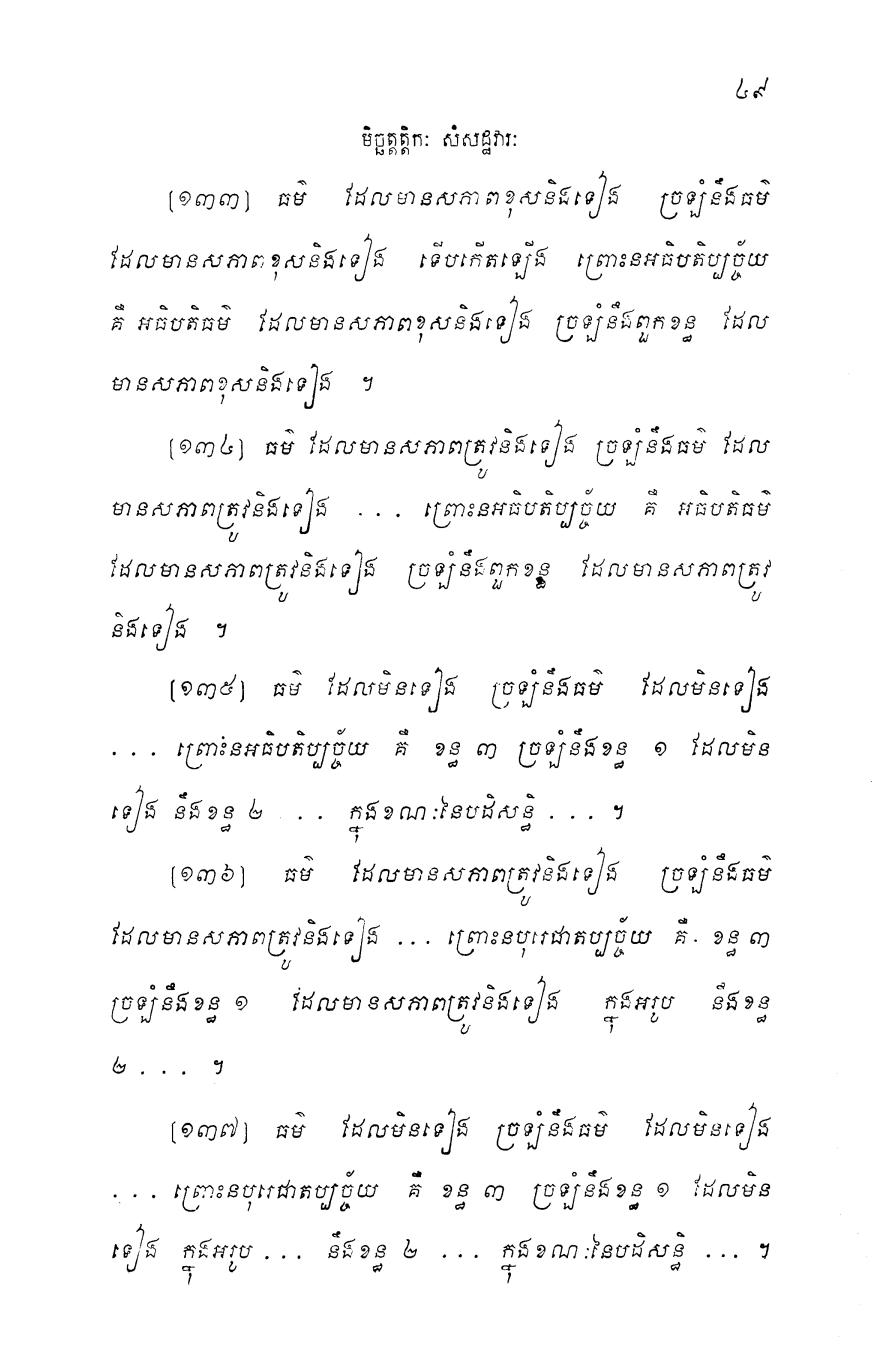 ៤៩
មិច្ឆត្តត្តិកៈ សំសដ្ឋវារៈ
[១៣៣] ធម៌ ដែលមានសភាពខុសនិងទៀង ច្រឡំនឹងធម៌
ដែលមានសភាពខុសនិងទៀង ទើបកើតឡើង ព្រោះនអធិបតិប្បច្ច័យ
គឺ អធិបតិធម៌ ដែលមានសភាពខុសនិងទៀង ច្រឡំនឹងពួកខន្ធ ដែល
មានសភាពខុសនិងទៀង ។
[១៣៤] ធម៌ ដែលមានសភាពត្រូវនិងទៀង ច្រឡំនឹងធម៌ ដែល
មានសភាពត្រូវនិងទៀង ... ព្រោះនអធិបតិប្បច្ច័យ គឺ អធិបតិធម៌
ដែលមានសភាពត្រូវនិងទៀង ច្រឡំនឹងពួកខន្ធ ដែលមានសភាពត្រូវ
និងទៀង ។
[១៣៥] ធម៌ ដែលមិនទៀង ច្រឡំនឹងធម៌ ដែលមិនទៀង
... ព្រោះនអធិបតិប្បច្ច័យ គឺ ខន្ធ ៣ ច្រឡំនឹងខន្ធ ១ ដែលមិន
ទៀង នឹងខន្ធ ២ ... ក្នុងខណៈនៃបដិសន្ធិ ... ។
[១៣៦] ធម៌ ដែលមានសភាពត្រូវនិងទៀង ច្រឡំនឹងធម៌
ដែលមានសភាពត្រូវនិងទៀង ... ព្រោះនបុរេជាតប្បច្ច័យ គឺ ខន្ធ ៣
ច្រឡំនឹងខន្ធ ១ ដែលមានសភាពត្រូវនិងទៀង ក្នុងអរូប នឹងខន្ធ
២ ... ។
[១៣៧] ធម៌ ដែលមិនទៀង ច្រឡំនឹងធម៌ ដែលមិនទៀង
... ព្រោះនបុរេជាតប្បច្ច័យ គឺ ខន្ធ ៣ ច្រឡំនឹងខន្ធ ១ ដែលមិន
ទៀង ក្នុងអរូប ... នឹងខន្ធ ២ ... ក្នុងខណៈនៃបដិសន្ធិ ... ។